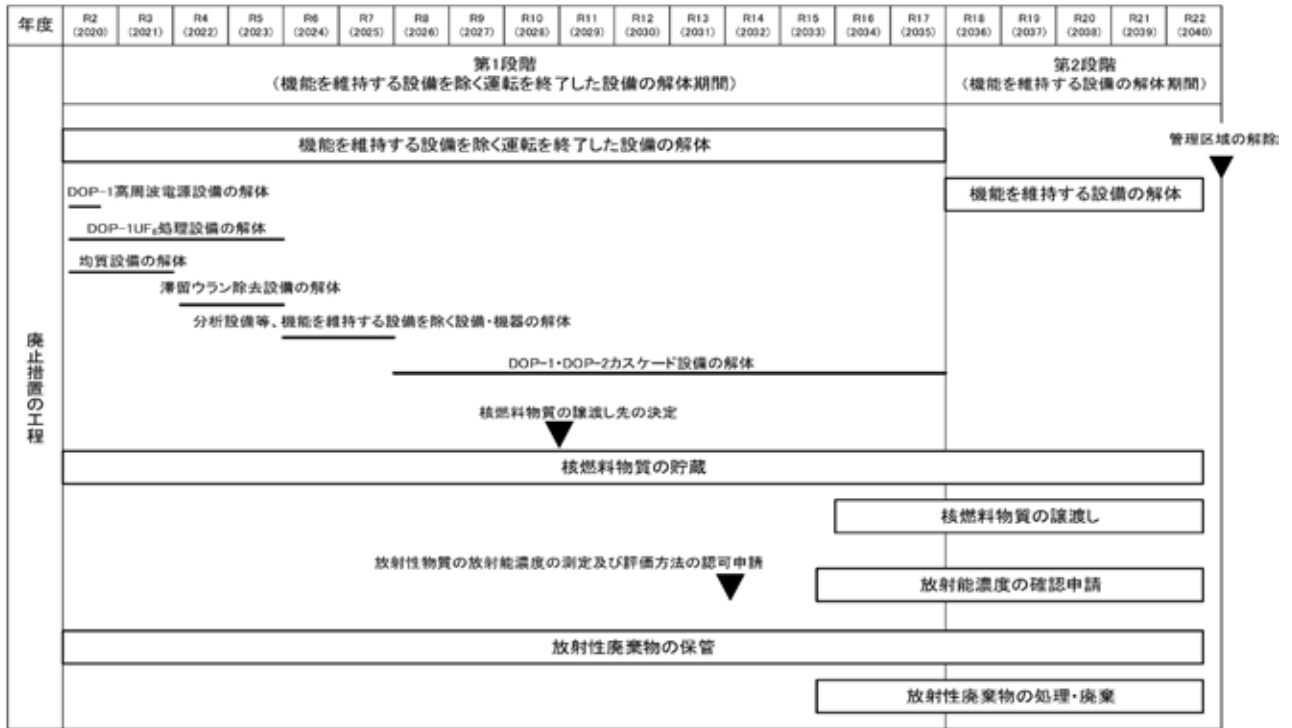 年度
R2
(2020)
R3
(2021)
R4
(2022)
R5
(2023)
R6
(2024)
R7
(2025)
R8
(2026)
R9
(2027)
R10
(2028)
R11
(2029)
R12
(2030)
R13
(2031)
R14
(2032)
R15
(2033)
R16
(2034)
R17
(2035)
R18
(2036)
R19
(2037)
R20
(2038)
R21
(2039)
R22
(2040)
廃止措置の工程
第1段階
(機能を維持する設備を除く運転を終了した設備の解体期間)
第2段階
(機能を維持する設備の解体期間)
機能を維持する設備を除く運転を終了した設備の解体
管理区域の解除
DOP-1高周波電源設備の解体
機能を維持する設備の解体
DOP-1UF₆処理設備の解体
均質設備の解体
滞留ウラン除去設備の解体
分析設備等、機能を維持する設備を除く設備・機器の解体
DOP-1・DOP-2カスケード設備の解体
核燃料物質の譲渡し先の決定
核燃料物質の貯蔵
核燃料物質の譲渡し
放射性物質の放射能濃度の測定及び評価方法の認可申請
放射能濃度の確認申請
放射性廃棄物の保管
放射性廃棄物の処理・廃棄